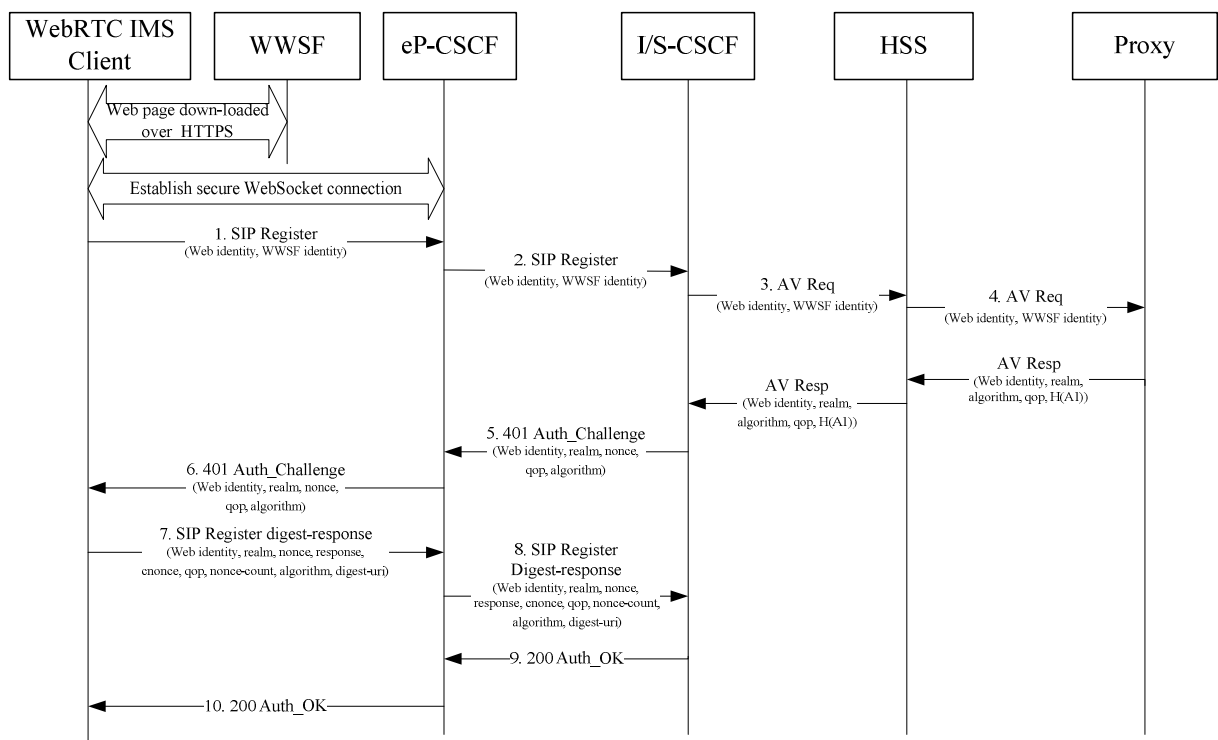 WebRTC IMS
Client
WWSF
eP-CSCF
I/S-CSCF
HSS
Proxy
Web page down-loaded
over HTTPS
Establish secure WebSocket connection
1. SIP Register
(Web identity, WWSF identity)
2. SIP Register
(Web identity, WWSF identity)
3. AV Req
(Web identity, WWSF identity)
4. AV Req
(Web identity, WWSF identity)
AV Resp
(Web identity, realm,
algorithm, qop, H(A1))
AV Resp
(Web identity, realm,
algorithm, qop, H(A1))
5. 401 Auth_Challenge
(Web identity, realm, nonce,
qop, algorithm)
6. 401 Auth_Challenge
(Web identity, realm, nonce,
qop, algorithm)
7. SIP Register digest-response
(Web identity, realm, nonce, response,
cnonce, qop, nonce-count, algorithm, digest-uri)
8. SIP Register
Digest-response
(Web identity, realm, nonce,
response, cnonce, qop, nonce-count,
algorithm, digest-uri)
9. 200 Auth_OK
10. 200 Auth_OK